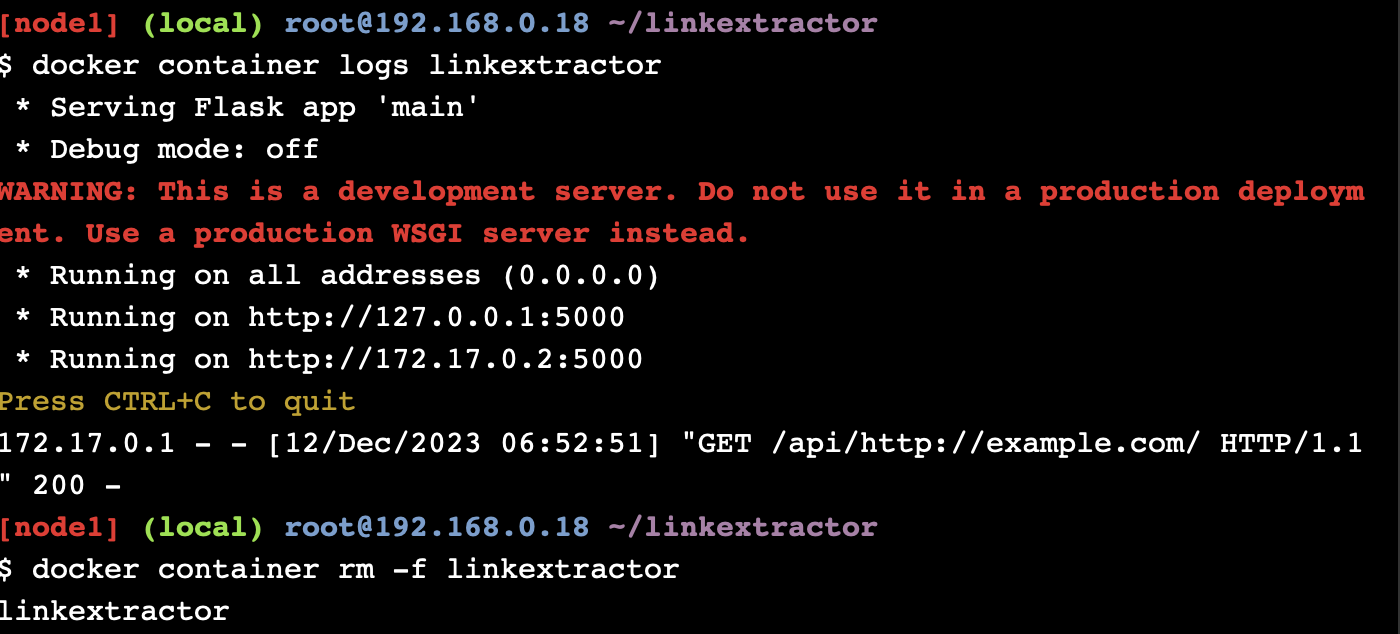 [node1] (local) root@192.168.0.18 ~/linkextractor
$ docker container logs linkextractor
 * Serving Flask app 'main'
 * Debug mode: off
WARNING: This is a development server. Do not use it in a production deploym
ent. Use a production WSGI server instead.
 * Running on all addresses (0.0.0.0)
 * Running on http://127.0.0.1:5000
 * Running on http://172.17.0.2:5000
Press CTRL+C to quit
172.17.0.1 - - [12/Dec/2023 06:52:51] "GET /api/http://example.com/ HTTP/1.1
" 200 -
[node1] (local) root@192.168.0.18 ~/linkextractor
$ docker container rm -f linkextractor
linkextractor